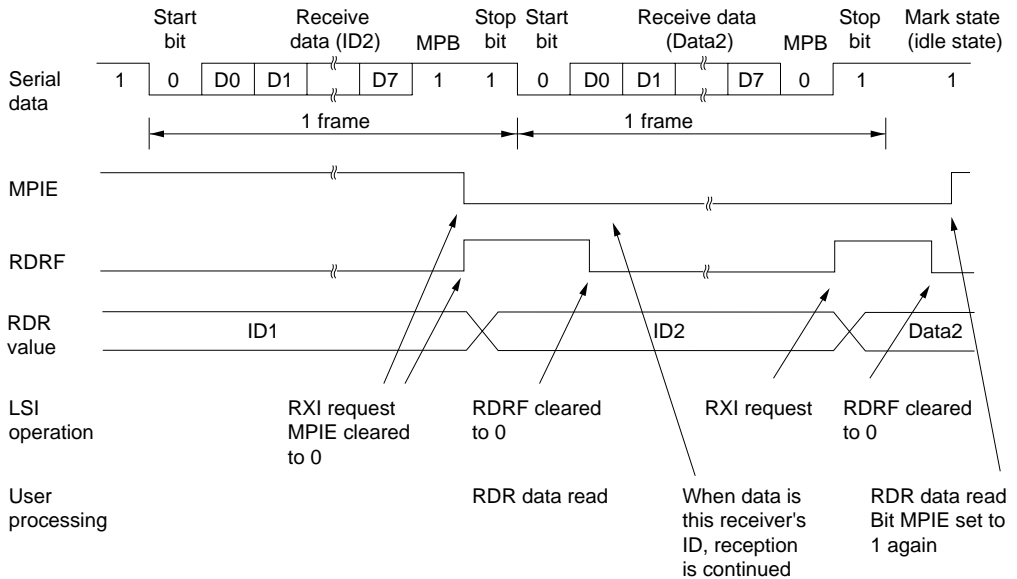 Start bit
Receive data (ID2)
MPB
Stop bit
Start bit
Receive data (Data2)
MPB
Stop bit
Mark state (idle state)
Serial data
1 0 D0 D1 D7 1 1 0 D0 D1 D7 0 1 1
1 frame
1 frame
MPIE
RDRF
RDR value
ID1
ID2
Data2
LSI operation
RXI request
MPIE cleared
to 0
RDRF cleared
to 0
RXI request
RDRF cleared
to 0
User processing
RDR data read
When data is
this receiver's
ID, reception
is continued
RDR data read
Bit MPIE set to
1 again